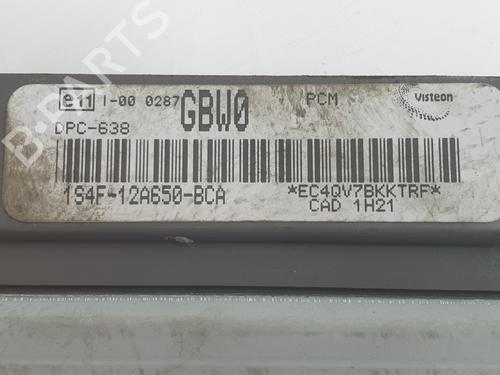 e11 I-00 0287 GBW0 PCM Visteon
DPC-638
1S4F-12A650-BCA *EC4QV7BKKTRF*
CAD 1H21
B-PARTS